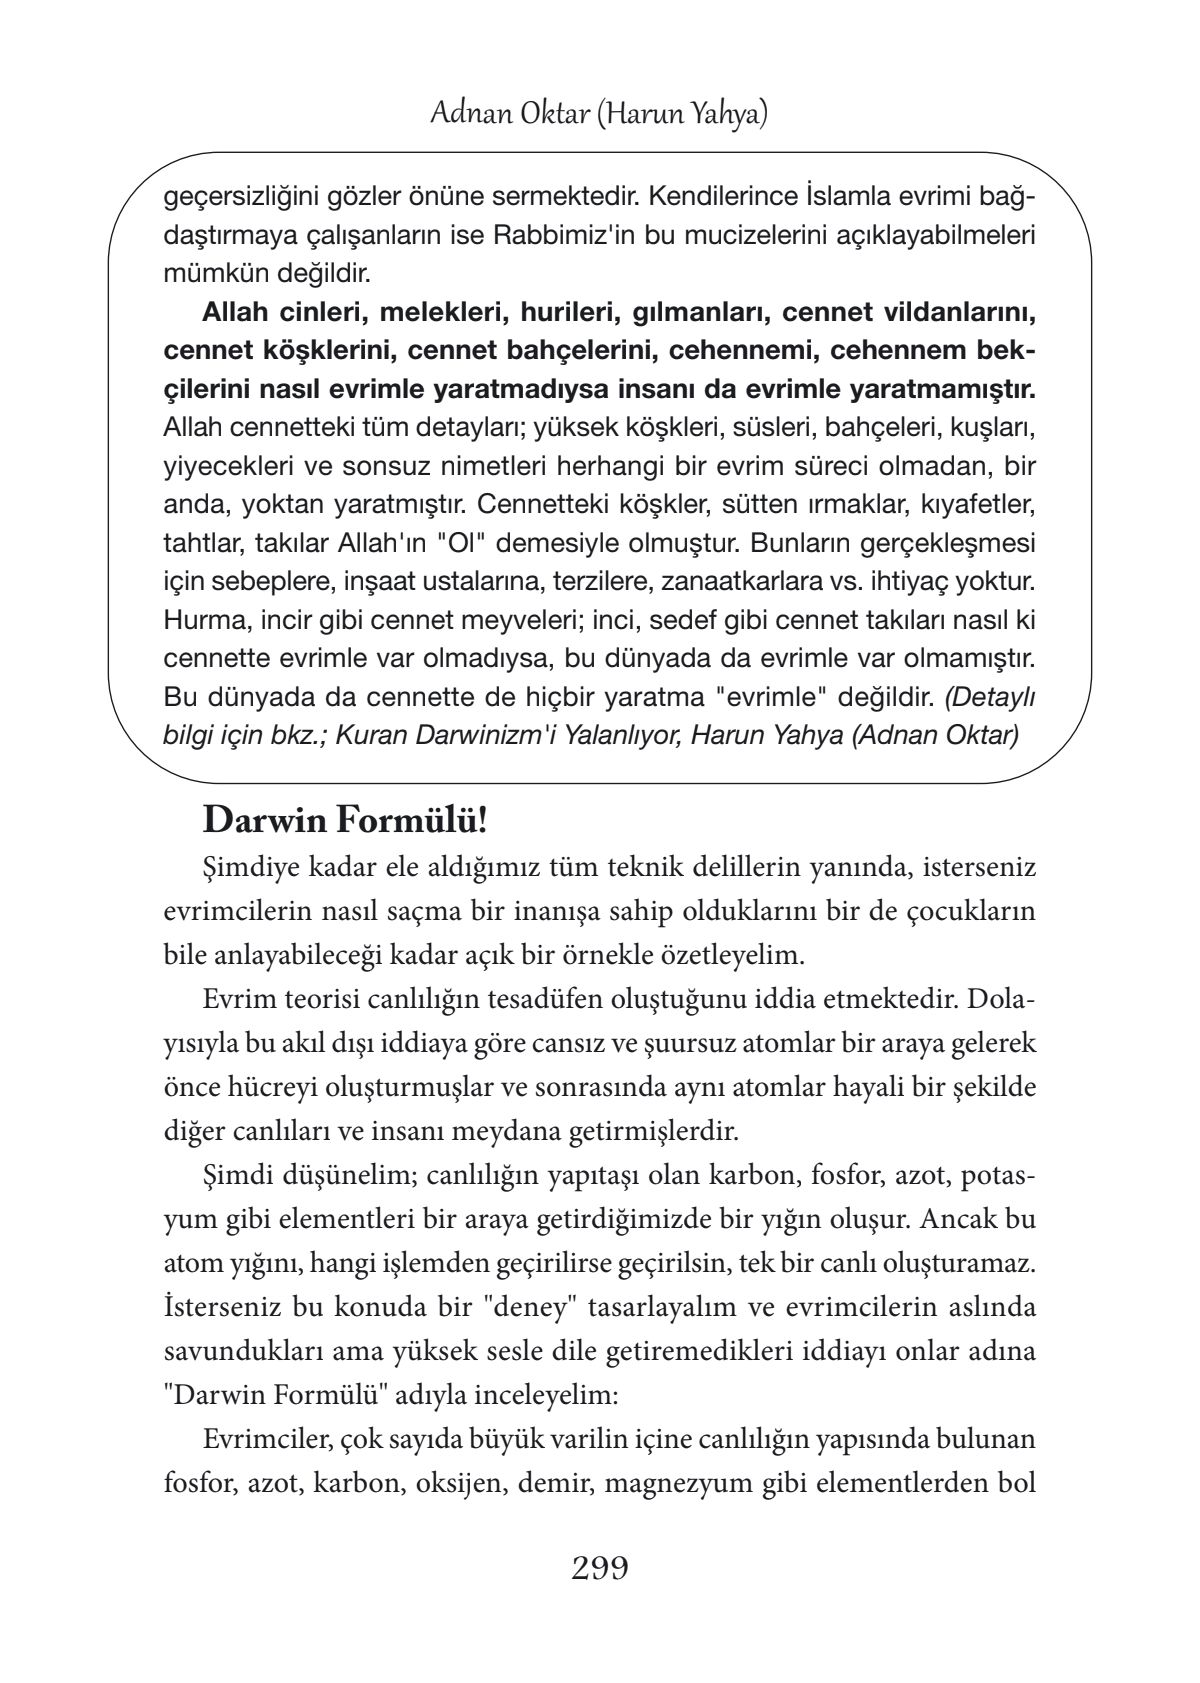 Adnan Oktar (Harun Yahya)
geçersizliğini gözler önüne sermektedir. Kendilerince İslamla evrimi bağ-
daştırmaya çalışanların ise Rabbimiz'in bu mucizelerini açıklayabilmeleri
mümkün değildir.
Allah cinleri, melekleri, hurileri, gılmanları, cennet vildanlarını,
cennet köşklerini, cennet bahçelerini, cehennemi, cehennem bek-
çilerini nasıl evrimle yaratmadıysa insanı da evrimle yaratmamıştır.
Allah cennetteki tüm detayları; yüksek köşkleri, süsleri, bahçeleri, kuşları,
yiyecekleri ve sonsuz nimetleri herhangi bir evrim süreci olmadan, bir
anda, yoktan yaratmıştır. Cennetteki köşkler, sütten ırmaklar, kıyafetler,
tahtlar, takılar Allah'ın "Ol" demesiyle olmuştur. Bunların gerçekleşmesi
için sebeplere, inşaat ustalarına, terzilere, zanaatkarlara vs. ihtiyaç yoktur.
Hurma, incir gibi cennet meyveleri; inci, sedef gibi cennet takıları nasıl ki
cennette evrimle var olmadıysa, bu dünyada da evrimle var olmamıştır.
Bu dünyada da cennette de hiçbir yaratma "evrimle" değildir. (Detaylı
bilgi için bkz.; Kuran Darwinizm'i Yalanlıyor, Harun Yahya (Adnan Oktar)
Darwin Formülü!
Şimdiye kadar ele aldığımız tüm teknik delillerin yanında, isterseniz
evrimcilerin nasıl saçma bir inanışa sahip olduklarını bir de çocukların
bile anlayabileceği kadar açık bir örnekle özetleyelim.
Evrim teorisi canlılığın tesadüfen oluştuğunu iddia etmektedir. Dola-
yısıyla bu akıl dışı iddiaya göre cansız ve şuursuz atomlar bir araya gelerek
önce hücreyi oluşturmuşlar ve sonrasında aynı atomlar hayali bir şekilde
diğer canlıları ve insanı meydana getirmişlerdir.
Şimdi düşünelim; canlılığın yapıtaşı olan karbon, fosfor, azot, potas-
yum gibi elementleri bir araya getirdiğimizde bir yığın oluşur. Ancak bu
atom yığını, hangi işlemden geçirilirse geçirilsin, tek bir canlı oluşturamaz.
İsterseniz bu konuda bir "deney" tasarlayalım ve evrimcilerin aslında
savundukları ama yüksek sesle dile getiremedikleri iddiayı onlar adına
"Darwin Formülü" adıyla inceleyelim:
Evrimciler, çok sayıda büyük varilin içine canlılığın yapısında bulunan
fosfor, azot, karbon, oksijen, demir, magnezyum gibi elementlerden bol
299